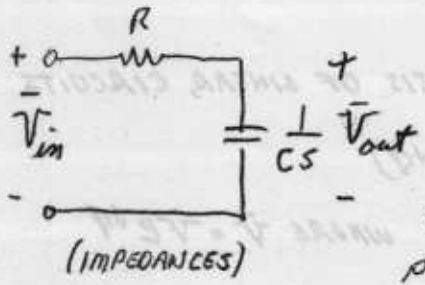 R
+ +
V̄in 1/CS V̄out
- -
(IMPEDANCES)